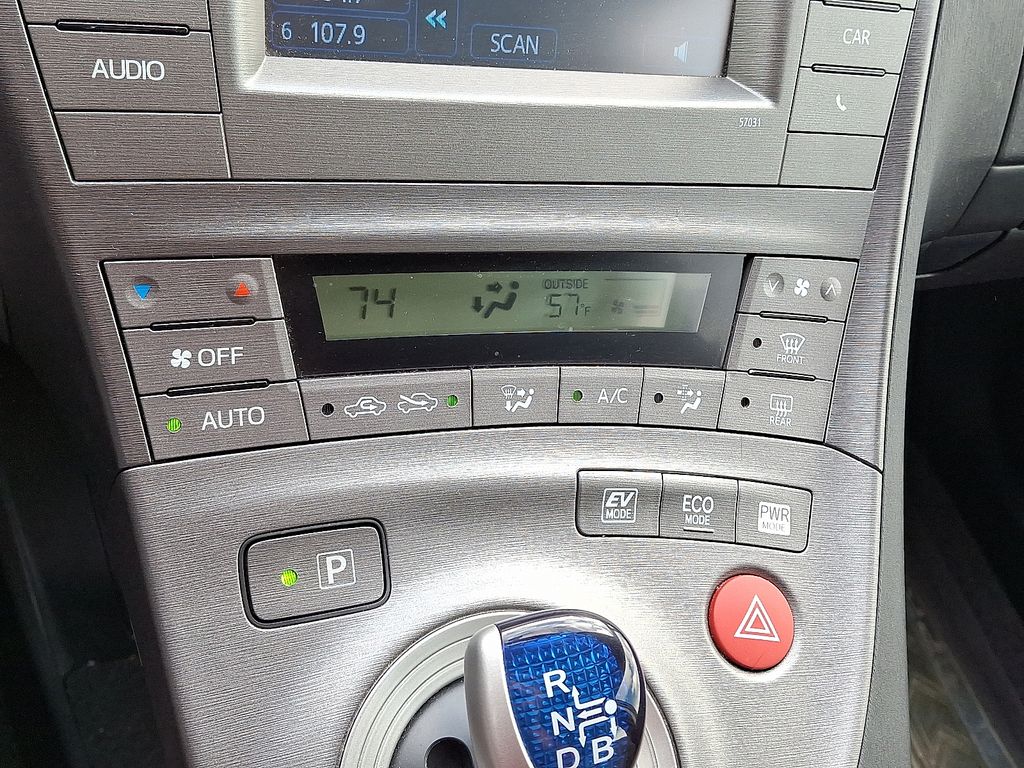 6 107.9
SCAN
CAR
AUDIO
57031
74
OUTSIDE
57°F
OFF
FRONT
AUTO
A/C
REAR
EV
MODE
ECO
MODE
PWR
MODE
P
R
N
D B